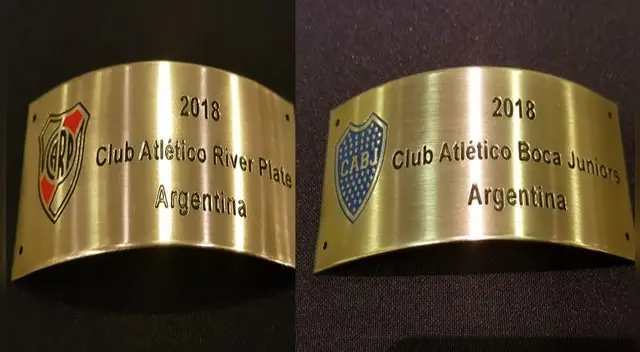 CARP
2018
Club Atlético River Plate
Argentina
CABJ
2018
Club Atlético Boca Juniors
Argentina